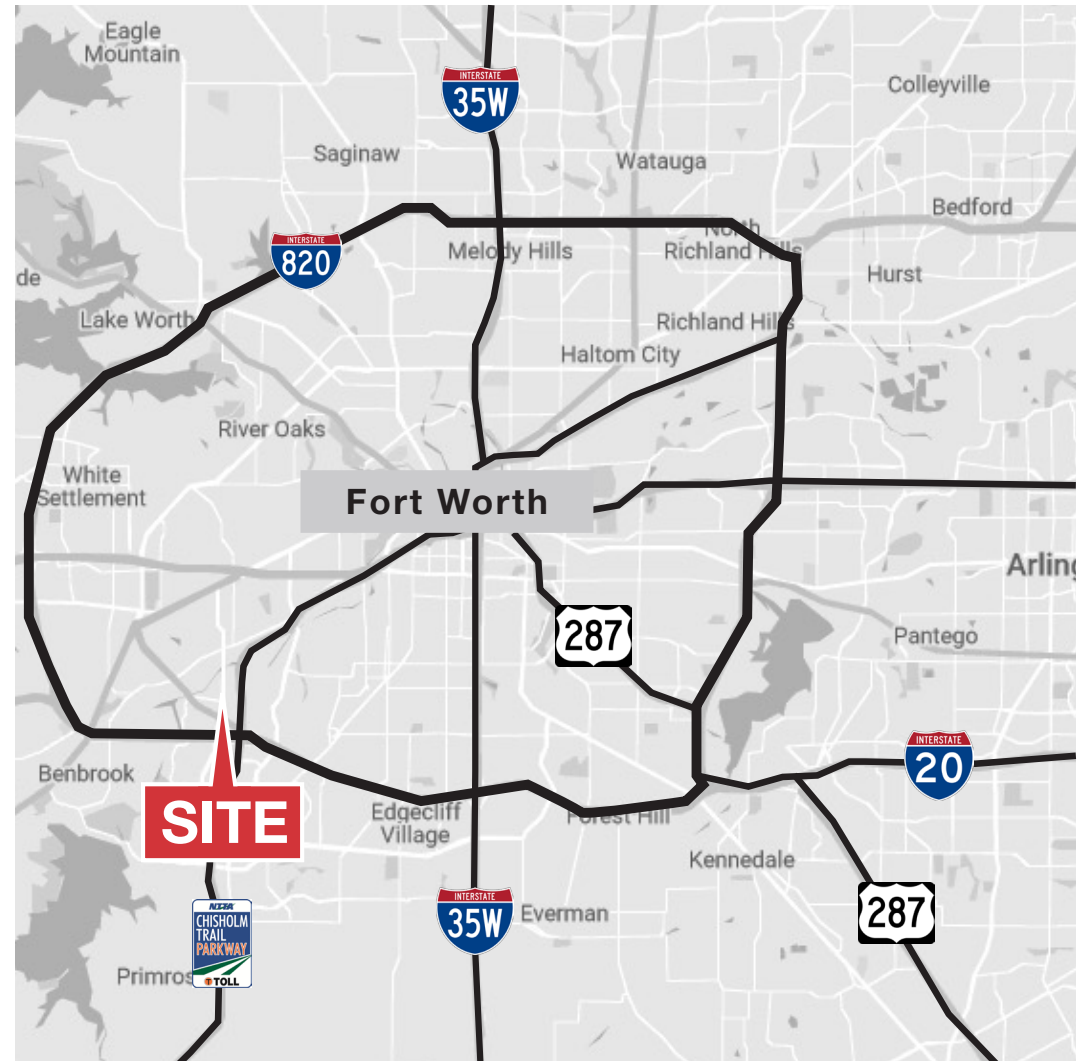 Eagle
Mountain
INTERSTATE
35W
Colleyville
Saginaw
Watauga
Bedford
North
Richland Hills
Melody Hills
INTERSTATE
820
Hurst
de
Lake Worth
Richland Hills
Haltom City
River Oaks
White
Settlement
Fort Worth
Arling
287
Pantego
INTERSTATE
20
Benbrook
SITE
Edgecliff
Village
Forest Hill
Kennedale
INTERSTATE
35W
Everman
287
NTTA
CHISHOLM
TRAIL
PARKWAY
TOLL
Primros